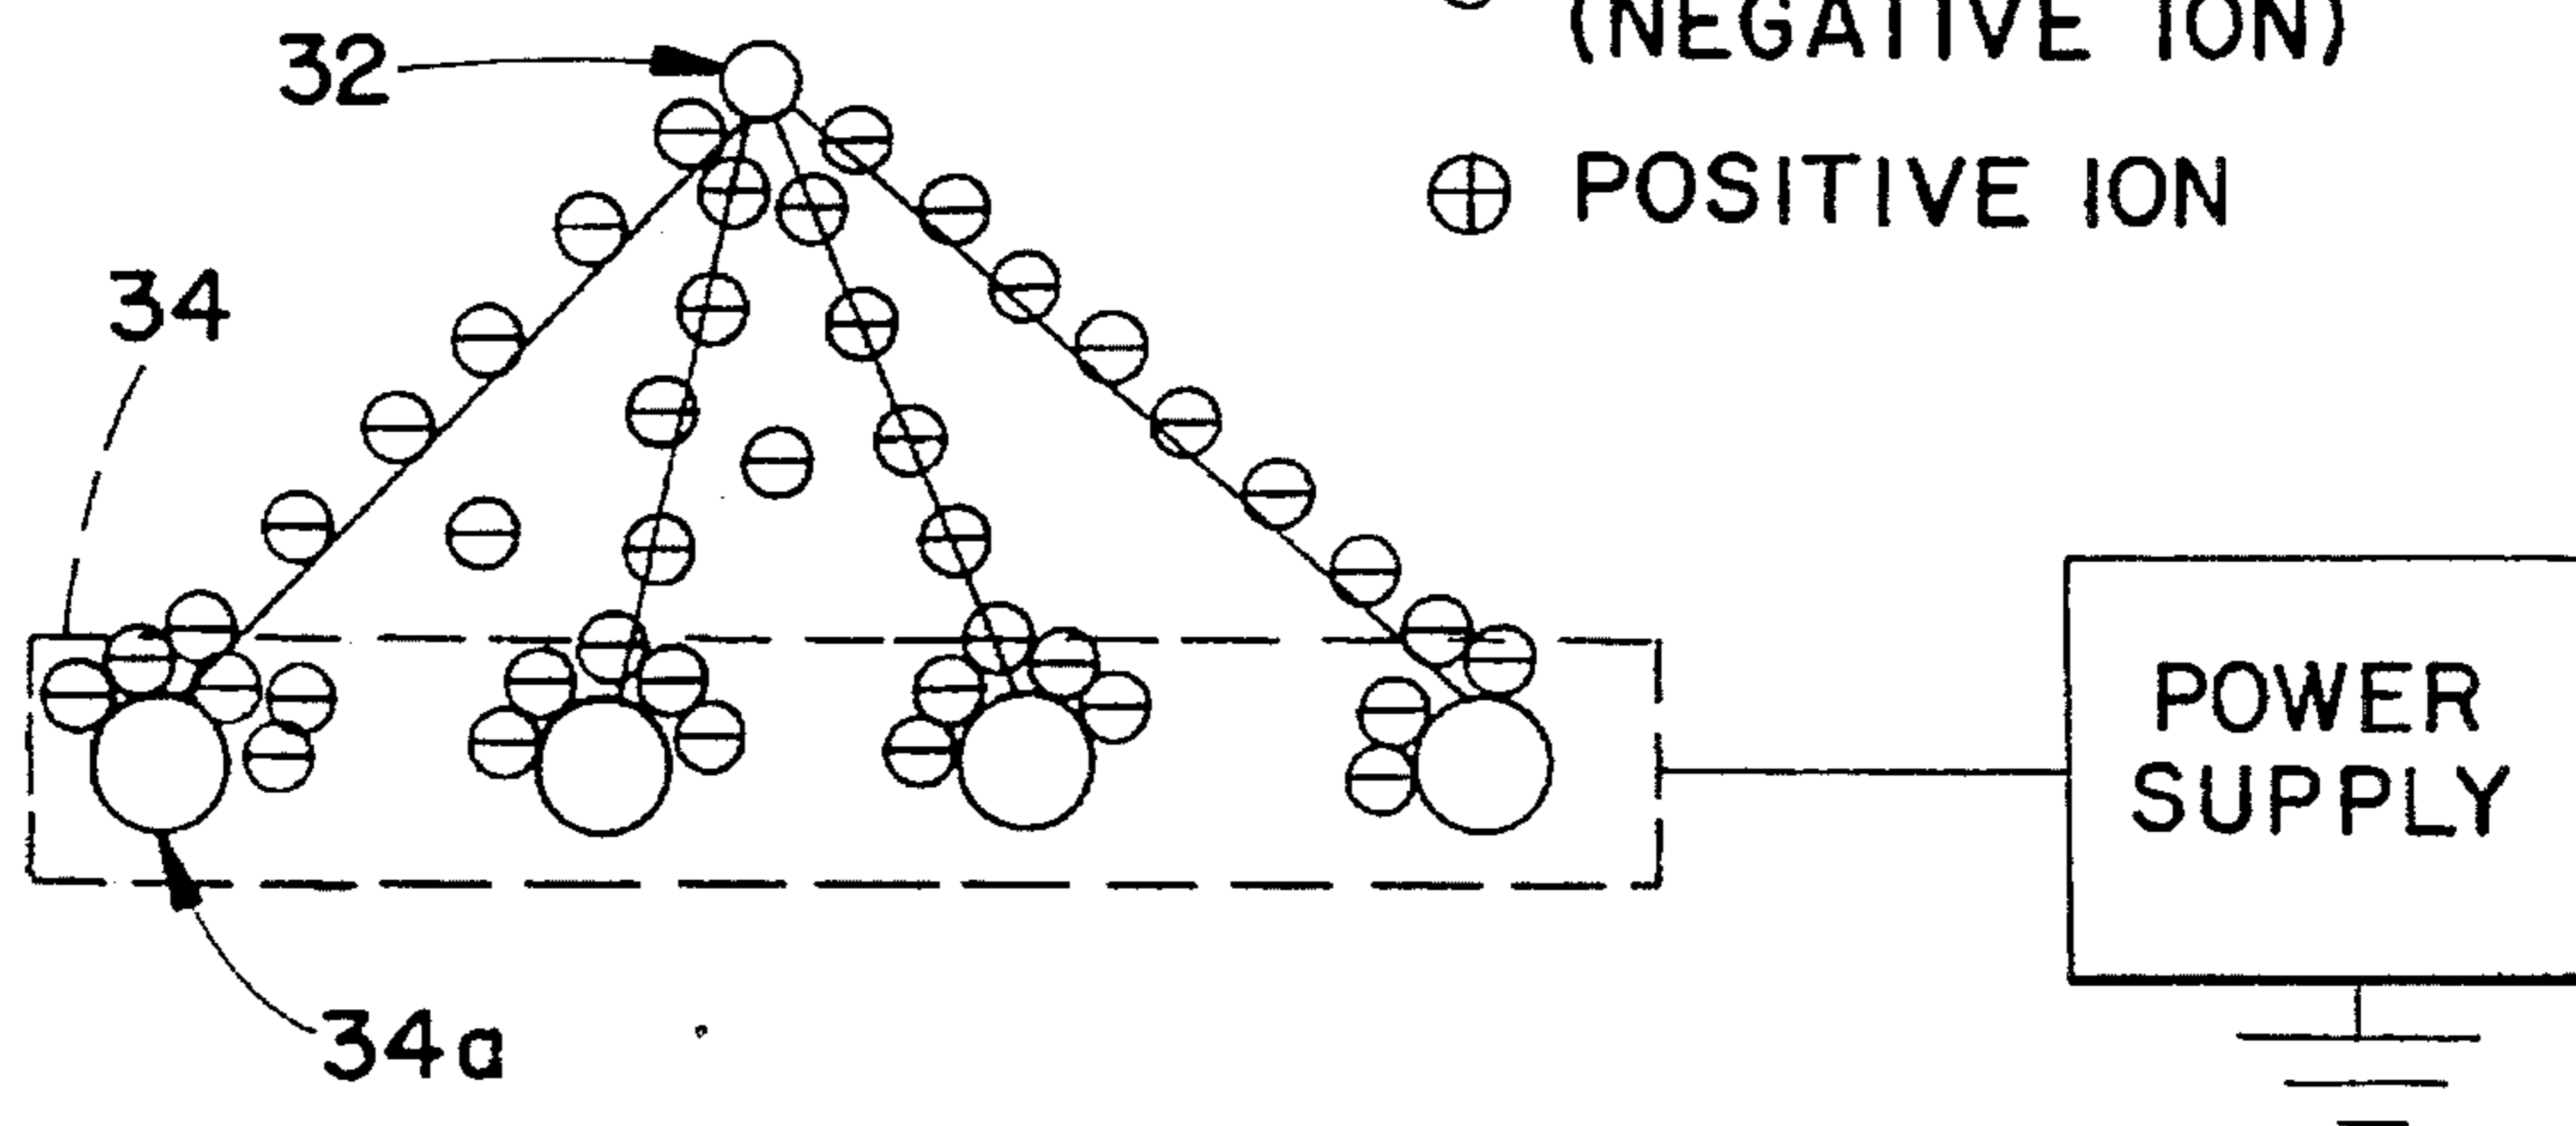 (NEGATIVE ION)
32
POSITIVE ION
34
POWER
SUPPLY
34a